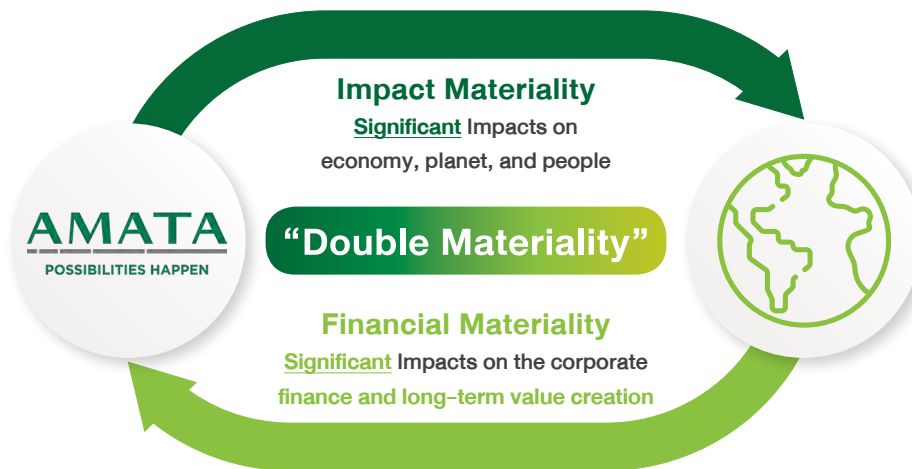 Impact Materiality
Significant Impacts on
economy, planet, and people
AMATA
POSSIBILITIES HAPPEN
“Double Materiality”
Financial Materiality
Significant Impacts on the corporate
finance and long-term value creation